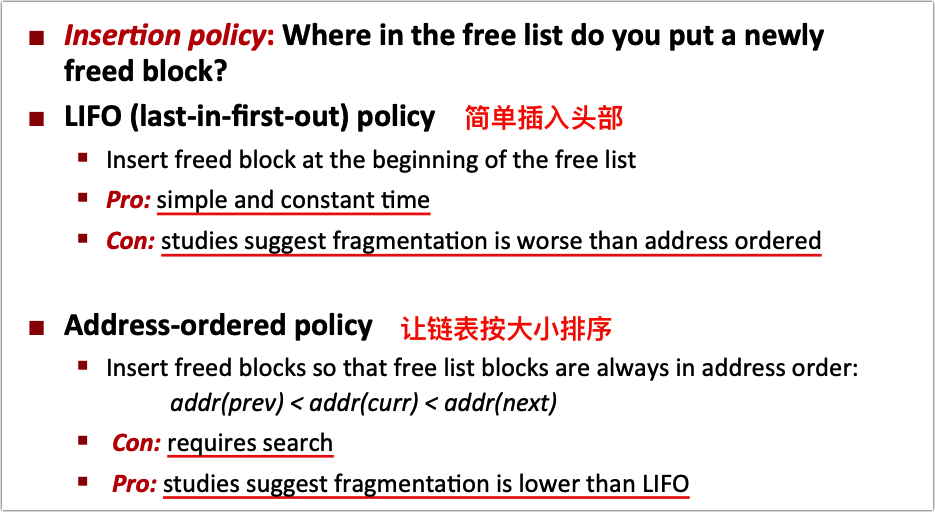 Insertion policy: Where in the free list do you put a newly
freed block?
LIFO (last-in-first-out) policy 简单插入头部
Insert freed block at the beginning of the free list
Pro: simple and constant time
Con: studies suggest fragmentation is worse than address ordered
Address-ordered policy 让链表按大小排序
Insert freed blocks so that free list blocks are always in address order:
addr(prev) < addr(curr) < addr(next)
Con: requires search
Pro: studies suggest fragmentation is lower than LIFO